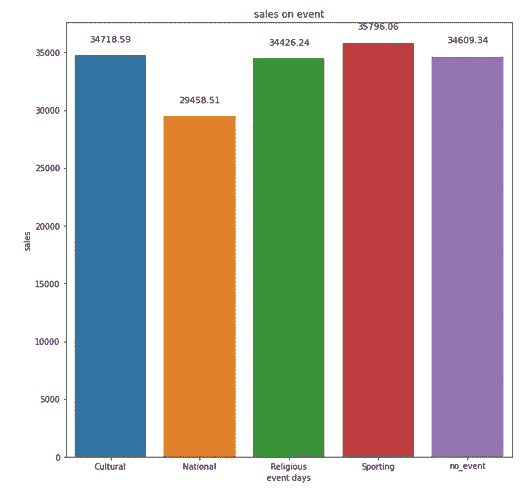 sales on event
34718.59
29458.51
34426.24
35796.06
34609.34
35000
30000
25000
20000
15000
10000
5000
0
sales
Cultural
National
Religious
Sporting
no_event
event days